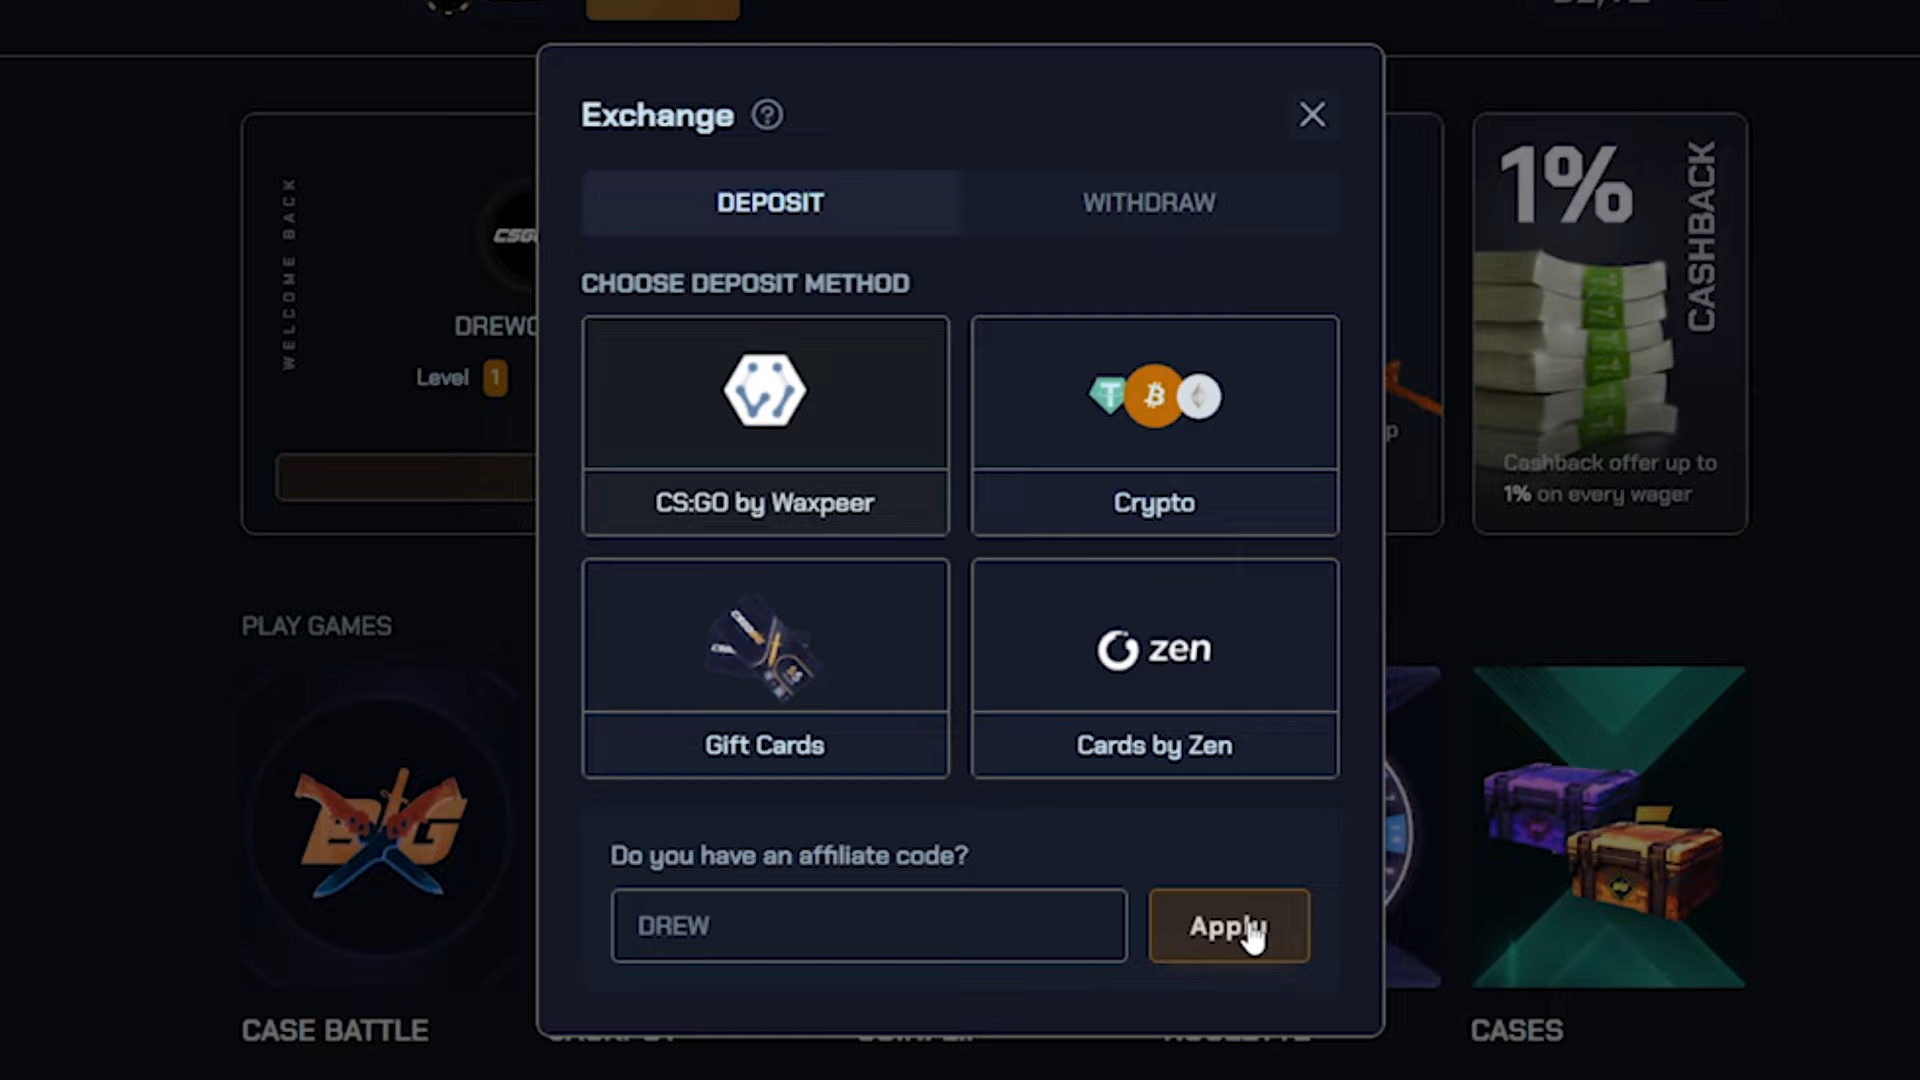 Exchange
DEPOSIT
WITHDRAW
CHOOSE DEPOSIT METHOD
CS:GO by Waxpeer
Crypto
zen
Gift Cards
Cards by Zen
Do you have an affiliate code?
DREW
Apply
WELCOME BACK
Level 1
1%
CASHBACK
Cashback offer up to
1% on every wager
PLAY GAMES
CASE BATTLE
CASES